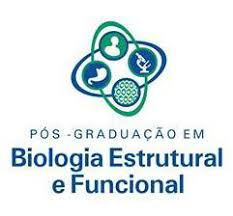 PÓS - GRADUAÇÃO EM
Biologia Estrutural
e Funcional